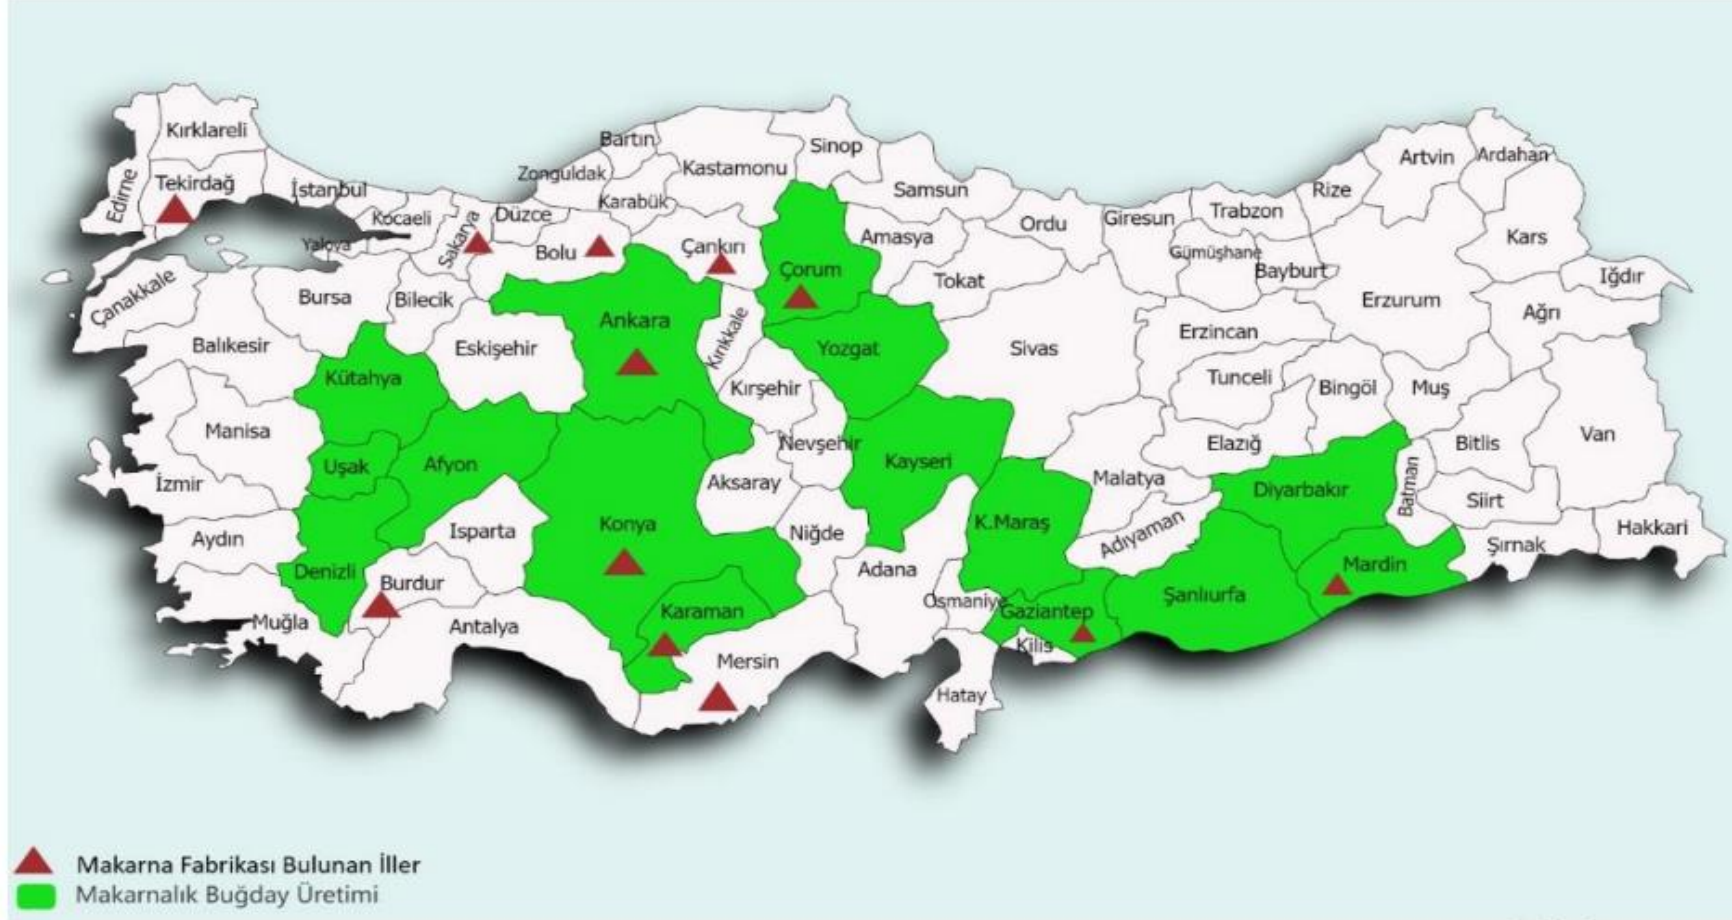 Kırklareli
Edirne
Tekirdağ
İstanbul
Kocaeli
Yalova
Sakarya
Düzce
Zonguldak
Bartın
Karabük
Kastamonu
Sinop
Samsun
Ordu
Giresun
Trabzon
Rize
Artvin
Ardahan
Bolu
Çankırı
Çorum
Amasya
Tokat
Gümüşhane
Bayburt
Kars
Iğdır
Çanakkale
Bursa
Bilecik
Ankara
Kırıkkale
Erzincan
Erzurum
Ağrı
Balıkesir
Kütahya
Eskişehir
Kırşehir
Yozgat
Sivas
Tunceli
Bingöl
Muş
Manisa
Uşak
Afyon
Nevşehir
Kayseri
Elazığ
Bitlis
Van
İzmir
Aksaray
Malatya
Diyarbakır
Batman
Siirt
Aydın
Isparta
Konya
Niğde
K.Maraş
Adıyaman
Şırnak
Hakkari
Denizli
Burdur
Adana
Mardin
Muğla
Antalya
Karaman
Osmaniye
Gaziantep
Şanlıurfa
Mersin
Kilis
Hatay
Makarna Fabrikası Bulunan İller
Makarnalık Buğday Üretimi